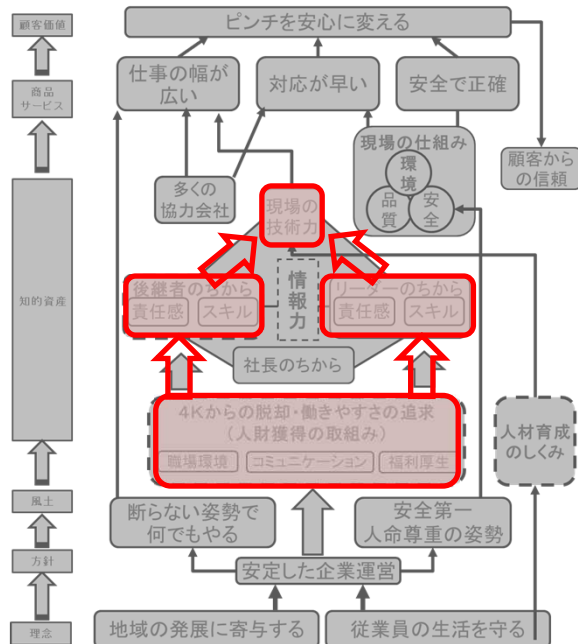 顧客価値
ピンチを安心に変える
商品
サービス
仕事の幅が
広い
対応が早い
安全で正確
現場の仕組み
環
境
品
質
安
全
顧客から
の信頼
多くの
協力会社
現場の
技術力
知的資産
後継者のちから
責任感
スキル
情
報
力
リーダーのちから
責任感
スキル
社長のちから
4Kからの脱却・働きやすさの追求
(人財獲得の取組み)
職場環境
コミュニケーション
福利厚生
人材育成
のしくみ
風土
断らない姿勢で
何でもやる
安全第一
人命尊重の姿勢
方針
安定した企業運営
理念
地域の発展に寄与する
従業員の生活を守る